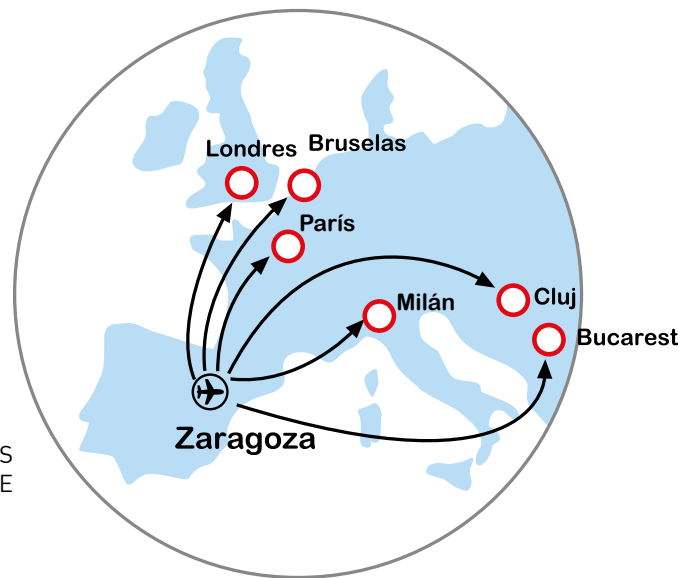 Londres
Bruselas
París
Cluj
Milán
Bucarest
Zaragoza
S
E